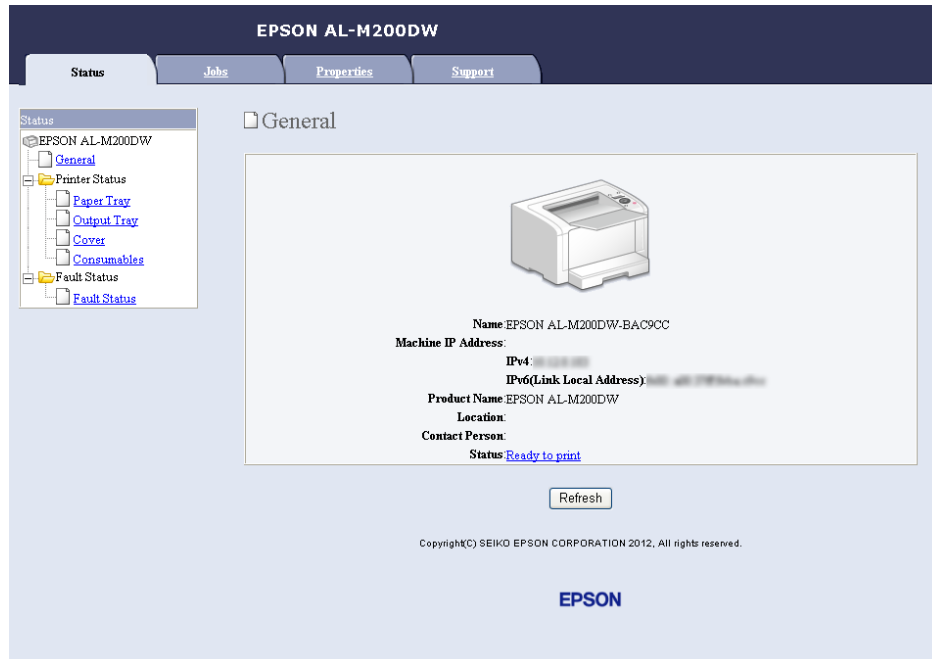 EPSON AL-M200DW
Status Jobs Properties Support
Status
EPSON AL-M200DW
General
Printer Status
Paper Tray
Output Tray
Cover
Consumables
Fault Status
Fault Status
General
Name:EPSON AL-M200DW-BAC9CC
Machine IP Address:
IPv4:
IPv6(Link Local Address):
Product Name:EPSON AL-M200DW
Location:
Contact Person:
Status:Ready to print
Refresh
Copyright(C) SEIKO EPSON CORPORATION 2012, All rights reserved.
EPSON